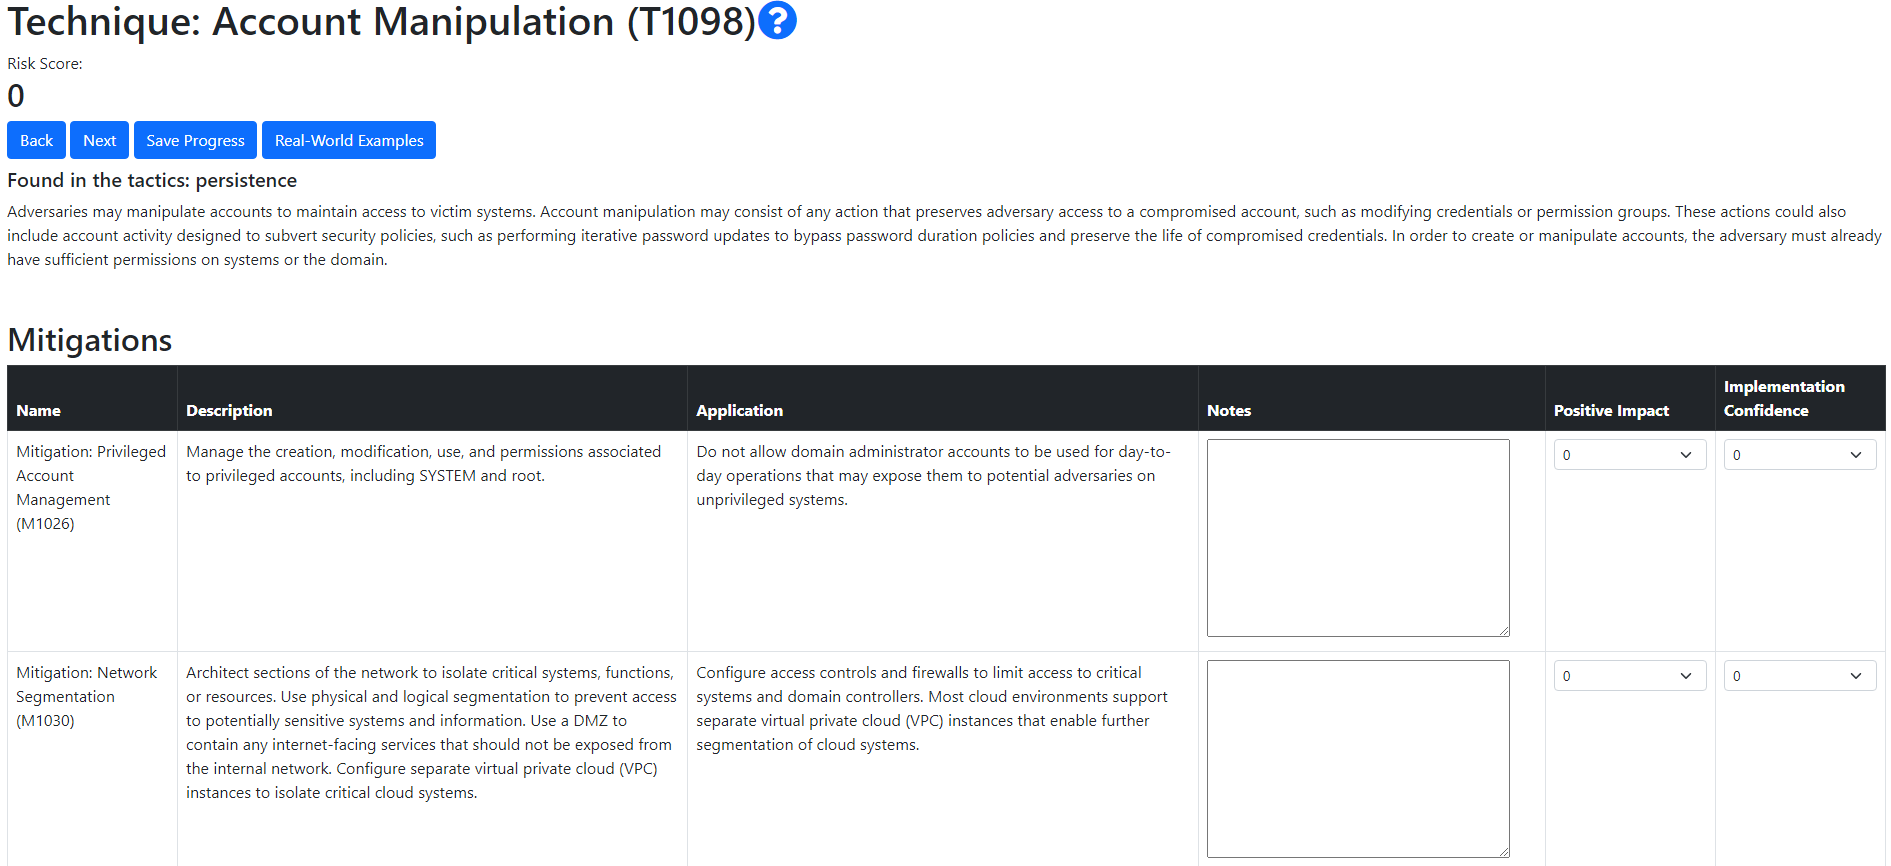 Technique: Account Manipulation (T1098)?
Risk Score:
0
Back Next Save Progress Real-World Examples
Found in the tactics: persistence
Adversaries may manipulate accounts to maintain access to victim systems. Account manipulation may consist of any action that preserves adversary access to a compromised account, such as modifying credentials or permission groups. These actions could also
include account activity designed to subvert security policies, such as performing iterative password updates to bypass password duration policies and preserve the life of compromised credentials. In order to create or manipulate accounts, the adversary must already
have sufficient permissions on systems or the domain.
Mitigations
Name
Description
Application
Notes
Positive Impact
Implementation
Confidence
Mitigation: Privileged
Account
Management
(M1026)
Manage the creation, modification, use, and permissions associated
to privileged accounts, including SYSTEM and root.
Do not allow domain administrator accounts to be used for day-to-
day operations that may expose them to potential adversaries on
unprivileged systems.
0
0
Mitigation: Network
Segmentation
(M1030)
Architect sections of the network to isolate critical systems, functions,
or resources. Use physical and logical segmentation to prevent access
to potentially sensitive systems and information. Use a DMZ to
contain any internet-facing services that should not be exposed from
the internal network. Configure separate virtual private cloud (VPC)
instances to isolate critical cloud systems.
Configure access controls and firewalls to limit access to critical
systems and domain controllers. Most cloud environments support
separate virtual private cloud (VPC) instances that enable further
segmentation of cloud systems.
0
0